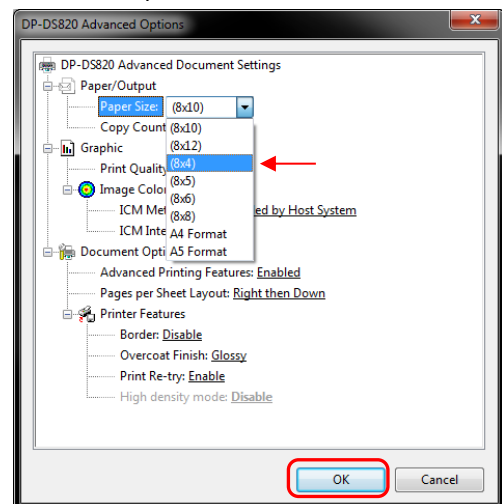 DP-DS820 Advanced Options
DP-DS820 Advanced Document Settings
Paper/Output
Paper Size: (8x10)
Copy Count
(8x10)
(8x12)
(8x4)
(8x5)
(8x6)
(8x8)
A4 Format
A5 Format
Graphic
Print Quality
Image Color
ICM ed by Host System
ICM
Document
Advanced Printing Features: Enabled
Pages per Sheet Layout: Right then Down
Printer Features
Border: Disable
Overcoat Finish: Glossy
Print Re-try: Enable
High density mode: Disable
OK Cancel